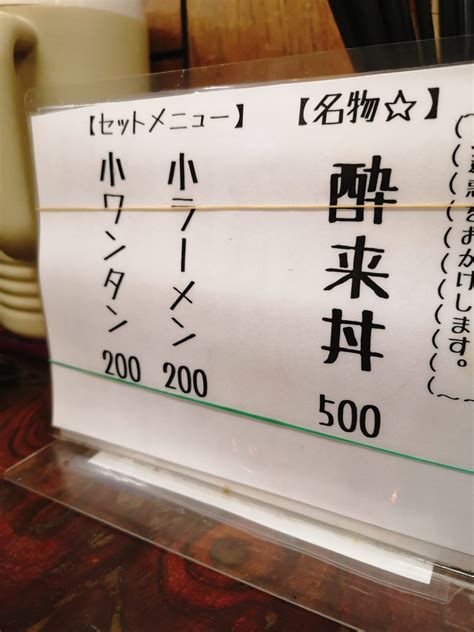 【名物☆】
酔来丼
500
【セットメニュー】
小ラーメン
200
小ワンタン
200
おかけします。